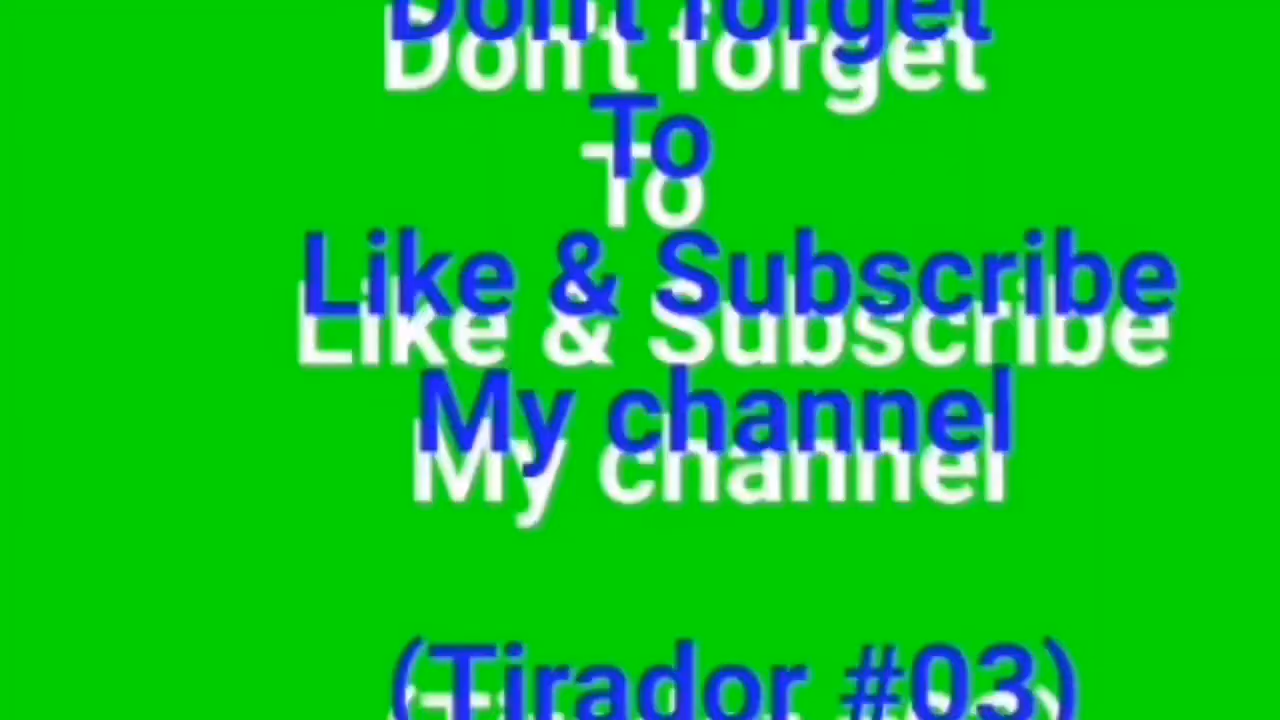 Don't forget
To
Like & Subscribe
My channel
(Tirador #03)